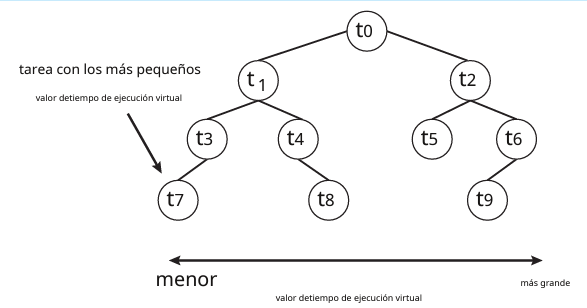 t0
tarea con los más pequeños
valor detiempo de ejecución virtual
t1
t2
t3
t4
t5
t6
t7
t8
t9
menor
más grande
valor detiempo de ejecución virtual